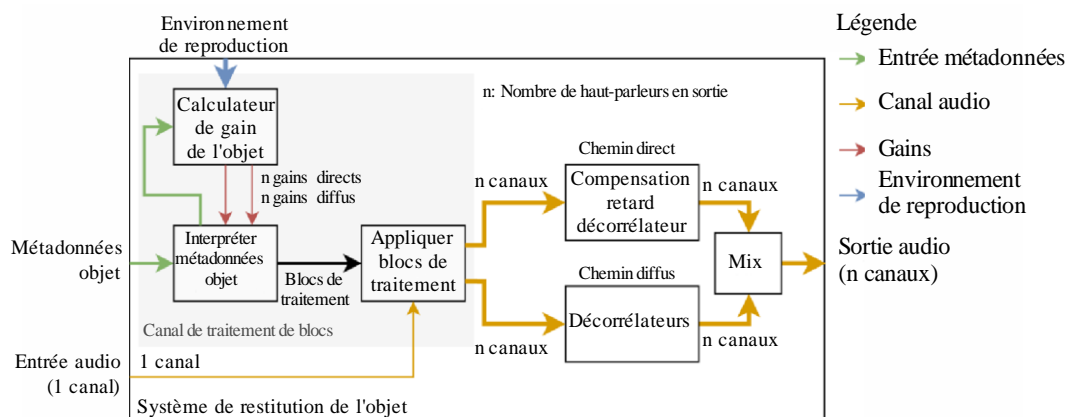 Environnement
de reproduction
Légende
Entrée métadonnées
Canal audio
Gains
Environnement
de reproduction
n: Nombre de haut-parleurs en sortie
Calculateur
de gain
de l'objet
n gains directs
n gains diffus
Chemin direct
n canaux
Compensation
retard
décorrélateur
n canaux
Métadonnées
objet
Interpréter
métadonnées
objet
Blocs de
traitement
Appliquer
blocs de
traitement
Mix
Sortie audio
(n canaux)
Chemin diffus
Décorrélateurs
n canaux
n canaux
Canal de traitement de blocs
Entrée audio
(1 canal)
1 canal
Système de restitution de l'objet